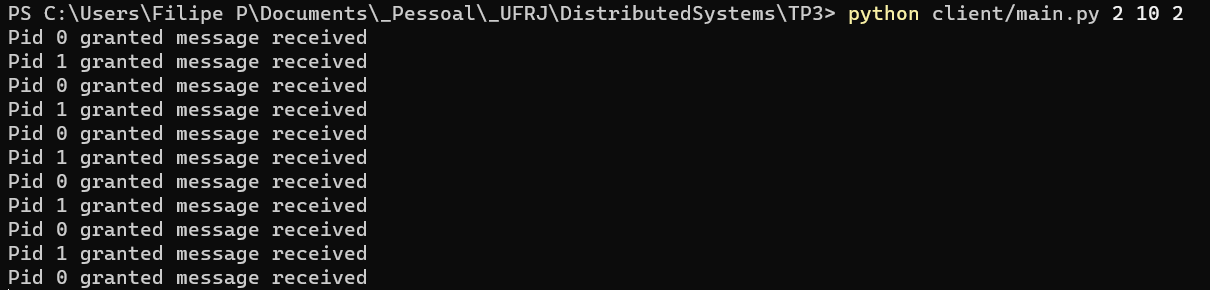 PS C:\Users\Filipe P\Documents\_Pessoal\_UFRJ\DistributedSystems\TP3> python client/main.py 2 10 2
Pid 0 granted message received
Pid 1 granted message received
Pid 0 granted message received
Pid 1 granted message received
Pid 0 granted message received
Pid 1 granted message received
Pid 0 granted message received
Pid 1 granted message received
Pid 0 granted message received
Pid 1 granted message received
Pid 0 granted message received